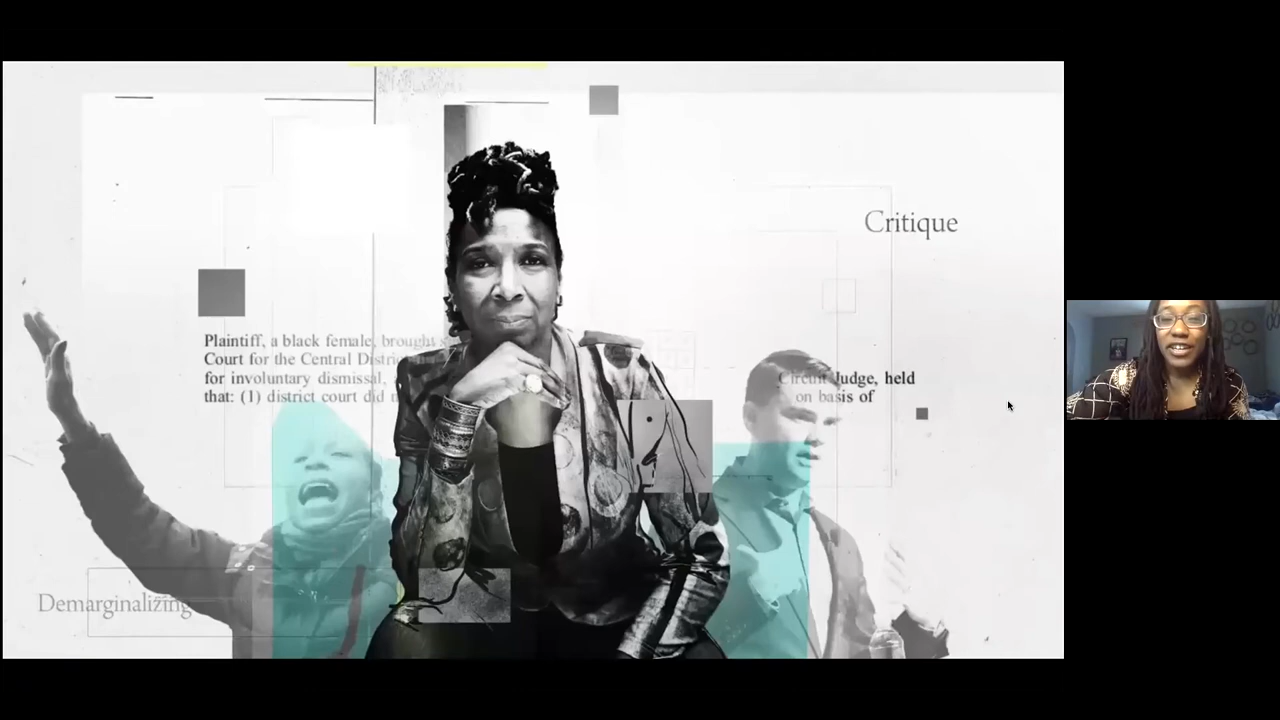 Critique
Plaintiff, a black female, brought
Court for the Central District
for involuntary dismissal,
that: (1) district court did
Circuit Judge, held
on basis of
Demarginalizing